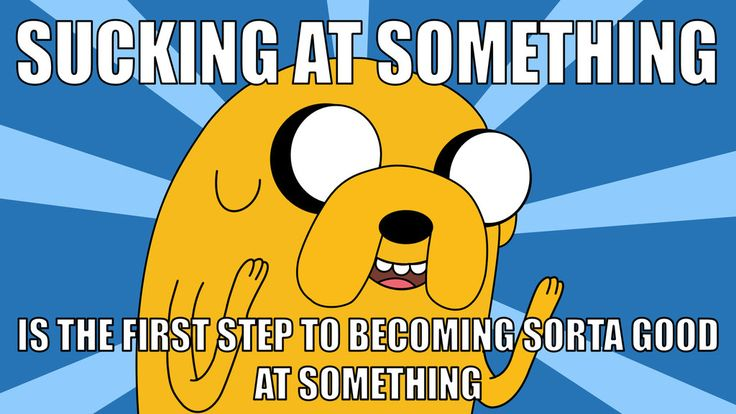 SUCKING AT SOMETHING
IS THE FIRST STEP TO BECOMING SORTA GOOD
AT SOMETHING